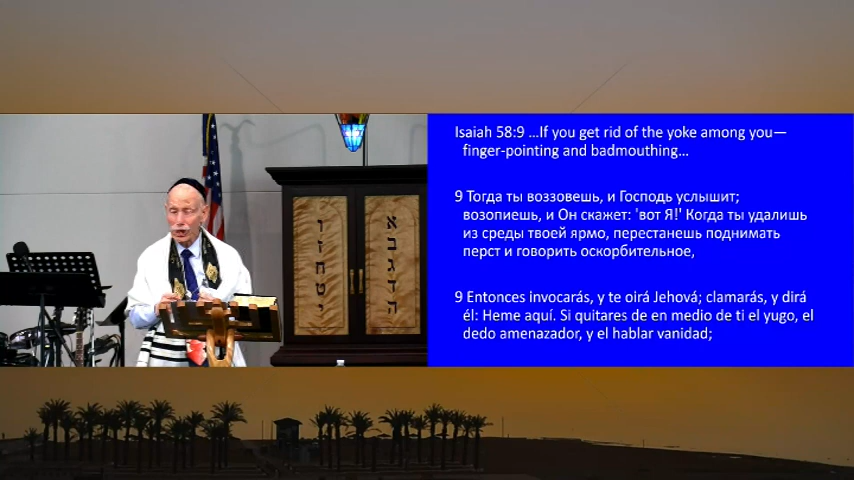 Isaiah 58:9 …If you get rid of the yoke among you—
finger-pointing and badmouthing…
9 Тогда ты воззовешь, и Господь услышит;
возопиешь, и Он скажет: 'вот Я!' Когда ты удалишь
из среды твоей ярмо, перестанешь поднимать
перст и говорить оскорбительное,
9 Entonces invocarás, y te oirá Jehová; clamarás, y dirá
él: Heme aquí. Si quitares de en medio de ti el yugo, el
dedo amenazador, y el hablar vanidad;
א
ב
ג
ד
ה
ו
ז
ח
ט
י